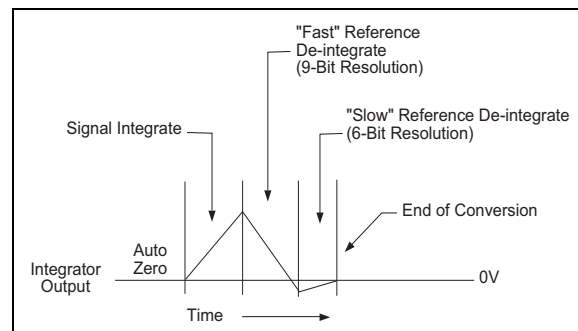 "Fast" Reference
De-integrate
(9-Bit Resolution)
"Slow" Reference De-integrate
(6-Bit Resolution)
Signal Integrate
End of Conversion
Auto
Zero
Integrator
Output
0V
Time